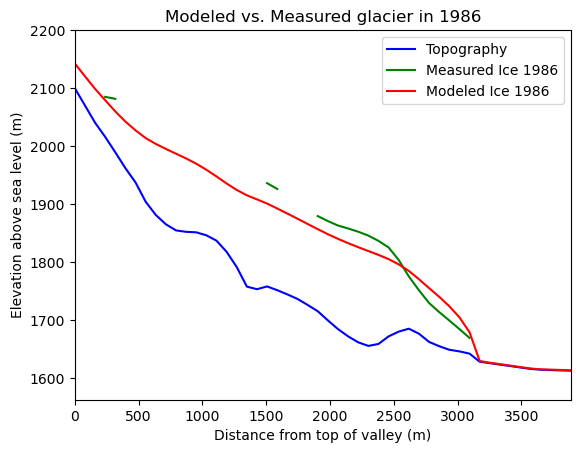 Modeled vs. Measured glacier in 1986
Elevation above sea level (m)
2200
2100
2000
1900
1800
1700
1600
Topography
Measured Ice 1986
Modeled Ice 1986
0 500 1000 1500 2000 2500 3000 3500
Distance from top of valley (m)